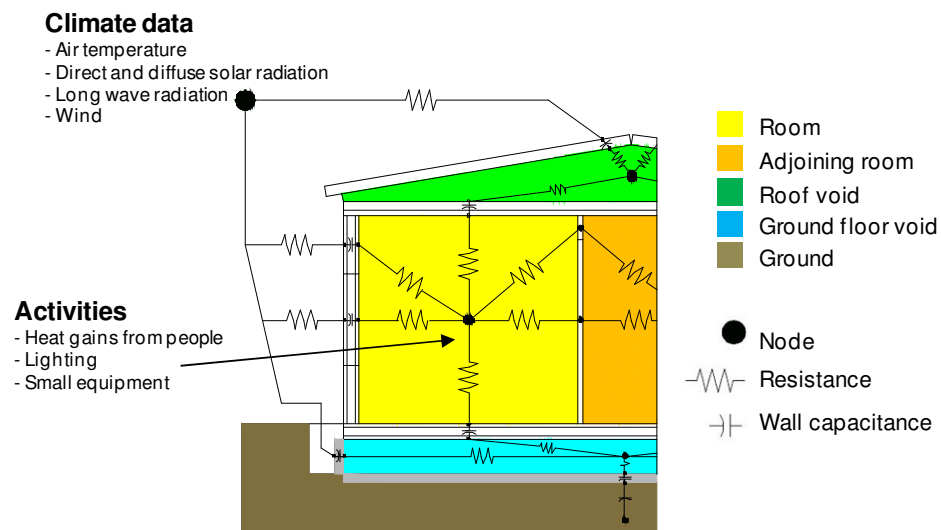 Climate data
- Air temperature
- Direct and diffuse solar radiation
- Long wave radiation
- Wind
Room
Adjoining room
Roof void
Ground floor void
Ground
Activities
- Heat gains from people
- Lighting
- Small equipment
Node
Resistance
Wall capacitance